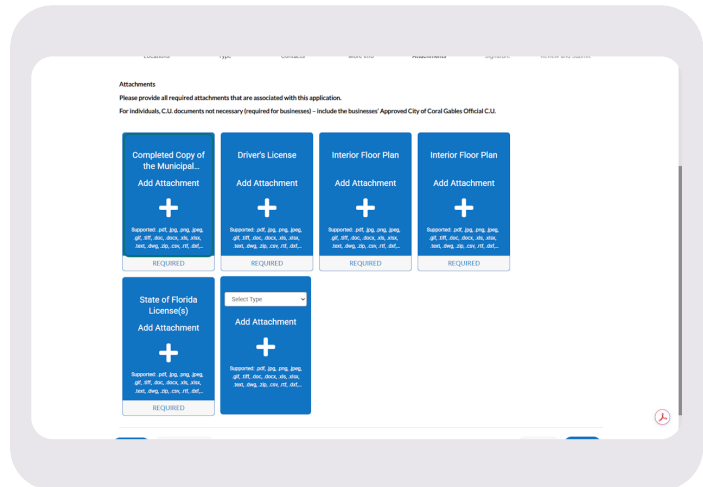 Attachments
Please provide all required attachments that are associated with this application.
For individuals, C.U. documents not necessary (required for businesses) – include the businesses' Approved City of Coral Gables Official C.U.
Completed Copy of
the Municipal...
Add Attachment
Supported: .pdf, .jpg, .png, .jpeg,
.gif, .tiff, .doc, .docx, .xls, .xlsx,
.text, .dwg, .zip, .csv, .rtf, .dxf,...
REQUIRED
Driver's License
Add Attachment
Supported: .pdf, .jpg, .png, .jpeg,
.gif, .tiff, .doc, .docx, .xls, .xlsx,
.text, .dwg, .zip, .csv, .rtf, .dxf,...
REQUIRED
Interior Floor Plan
Add Attachment
Supported: .pdf, .jpg, .png, .jpeg,
.gif, .tiff, .doc, .docx, .xls, .xlsx,
.text, .dwg, .zip, .csv, .rtf, .dxf,...
REQUIRED
Interior Floor Plan
Add Attachment
Supported: .pdf, .jpg, .png, .jpeg,
.gif, .tiff, .doc, .docx, .xls, .xlsx,
.text, .dwg, .zip, .csv, .rtf, .dxf,...
REQUIRED
State of Florida
License(s)
Add Attachment
Supported: .pdf, .jpg, .png, .jpeg,
.gif, .tiff, .doc, .docx, .xls, .xlsx,
.text, .dwg, .zip, .csv, .rtf, .dxf,...
REQUIRED
Select Type
Add Attachment
Supported: .pdf, .jpg, .png, .jpeg,
.gif, .tiff, .doc, .docx, .xls, .xlsx,
.text, .dwg, .zip, .csv, .rtf, .dxf,...